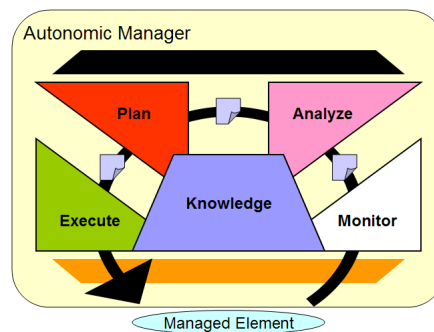 Autonomic Manager
Plan
Analyze
Knowledge
Execute
Monitor
Managed Element